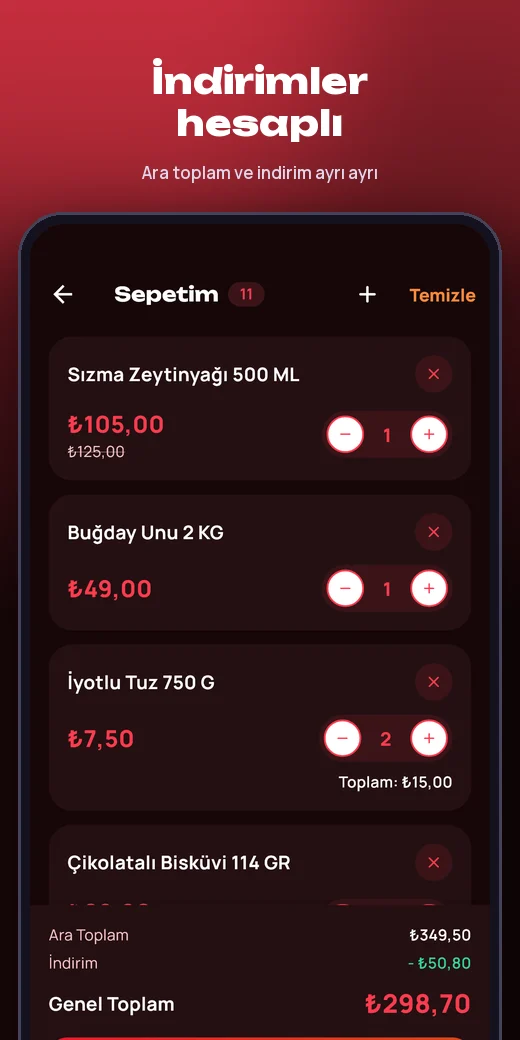 İndirimler
hesaplı
Ara toplam ve indirim ayrı ayrı
Sepetim 11 Temizle
Sızma Zeytinyağı 500 ML
₺105,00
₺125,00
1
Buğday Unu 2 KG
₺49,00
1
İyotlu Tuz 750 G
₺7,50
2
Toplam: ₺15,00
Çikolatalı Bisküvi 114 GR
Ara Toplam ₺349,50
İndirim - ₺50,80
Genel Toplam ₺298,70